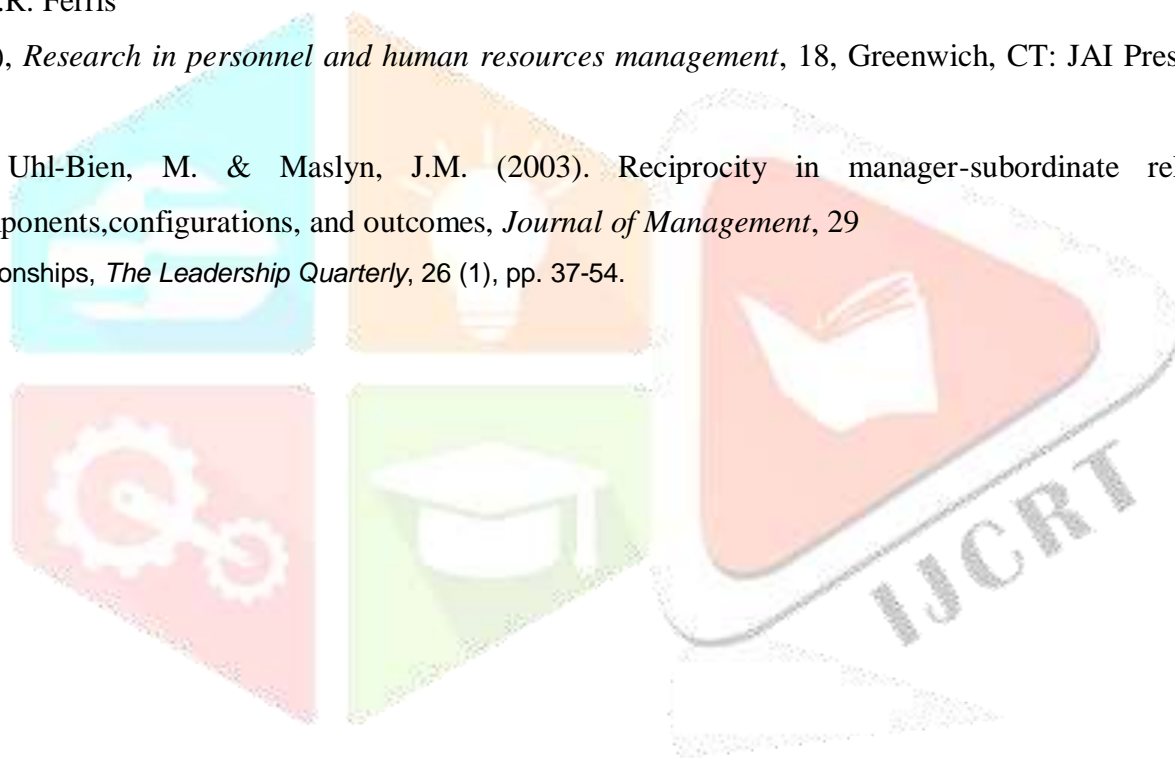 .R. Ferris
), Research in personnel and human resources management, 18, Greenwich, CT: JAI Pres
Uhl-Bien, M. & Maslyn, J.M. (2003). Reciprocity in manager-subordinate rel
ponents,configurations, and outcomes, Journal of Management, 29
onships, The Leadership Quarterly, 26 (1), pp. 37-54.
IJCRT